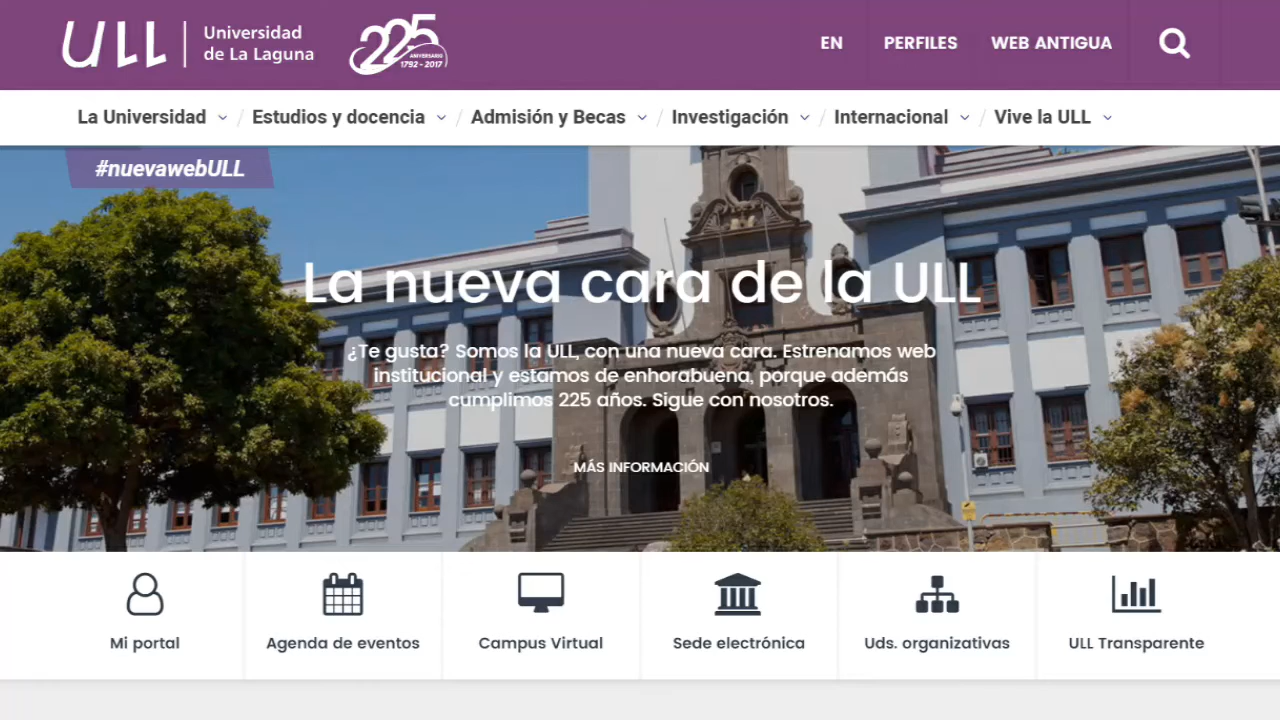 ULL
Universidad
de La Laguna
225
ANIVERSARIO
1792 - 2017
EN
PERFILES
WEB ANTIGUA
La Universidad / Estudios y docencia / Admisión y Becas / Investigación / Internacional / Vive la ULL
#nuevawebULL
La nueva cara de la ULL
¿Te gusta? Somos la ULL, con una nueva cara. Estrenamos web
institucional y estamos de enhorabuena, porque además
cumplimos 225 años. Sigue con nosotros.
MÁS INFORMACIÓN
Mi portal
Agenda de eventos
Campus Virtual
Sede electrónica
Uds. organizativas
ULL Transparente